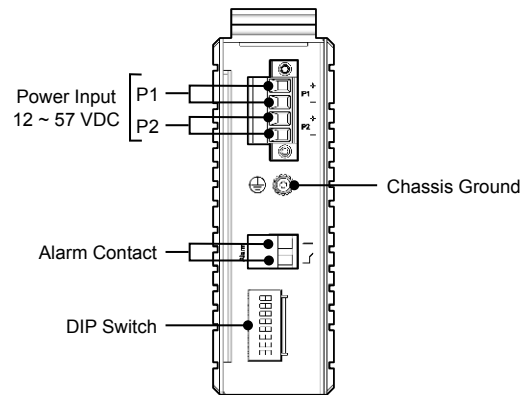 Power Input
12 ~ 57 VDC
P1
P2
+
P1
−
+
P2
−
Chassis Ground
Alarm Contact
Alarm
DIP Switch